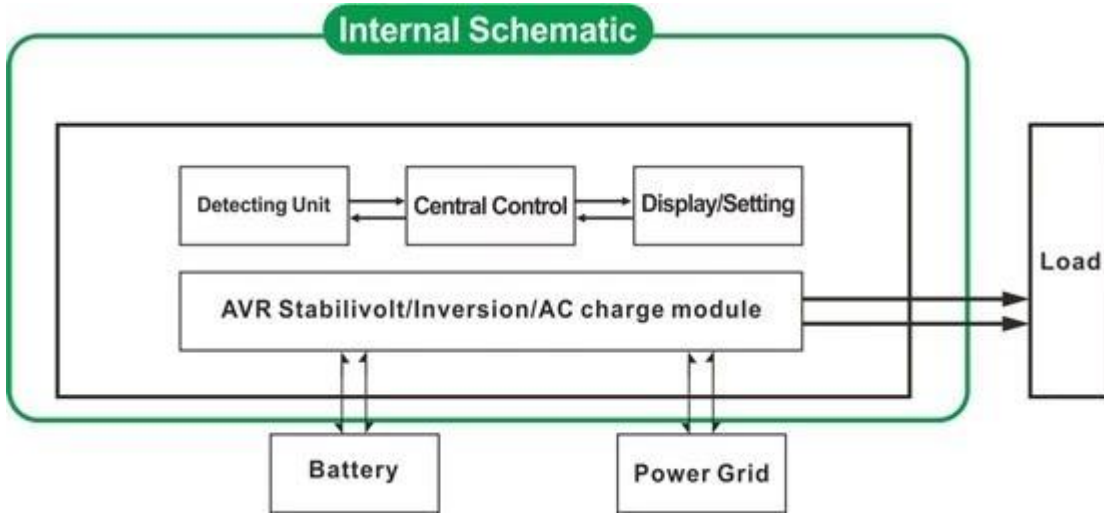 Internal Schematic
Detecting Unit
Central Control
Display/Setting
Load
AVR Stabilivolt/Inversion/AC charge module
Battery
Power Grid